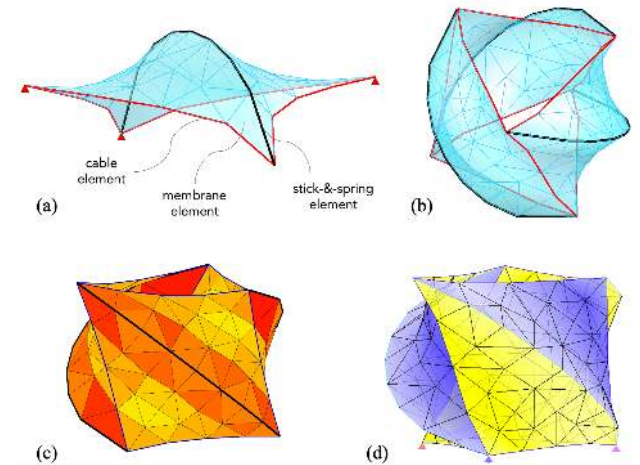 cable
element
membrane
element
stick-&-spring
element
(a)
(b)
(c)
(d)